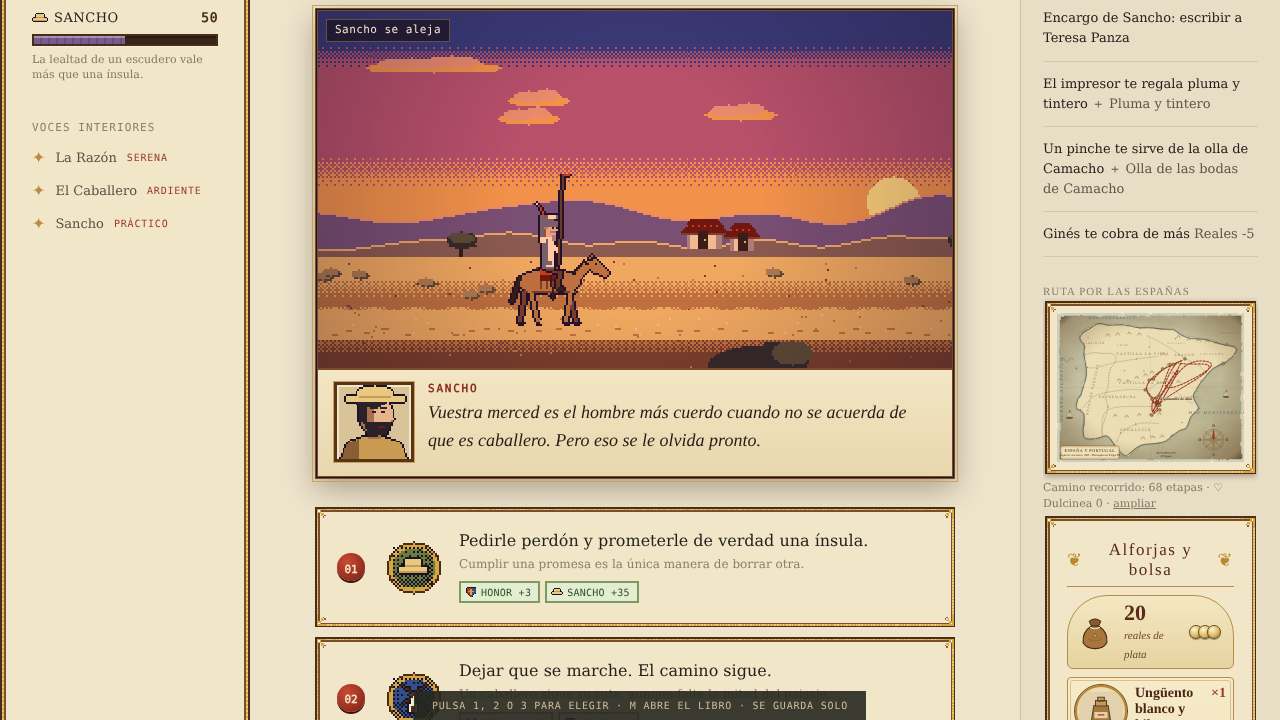 SANCHO 50
La lealtad de un escudero vale
más que una ínsula.
VOCES INTERIORES
La Razón SERENA
El Caballero ARDIENTE
Sancho PRÁCTICO
Sancho se aleja
SANCHO
Vuestra merced es el hombre más cuerdo cuando no se acuerda de
que es caballero. Pero eso se le olvida pronto.
01
Pedirle perdón y prometerle de verdad una ínsula.
Cumplir una promesa es la única manera de borrar otra.
HONOR +3 SANCHO +35
02
Dejar que se marche. El camino sigue.
PULSA 1, 2 O 3 PARA ELEGIR · M ABRE EL LIBRO · SE GUARDA SOLO
Encargo de Sancho: escribir a
Teresa Panza
El impresor te regala pluma y
tintero + Pluma y tintero
Un pinche te sirve de la olla de
Camacho + Olla de las bodas
de Camacho
Ginés te cobra de más Reales -5
RUTA POR LAS ESPAÑAS
ESPAÑA Y PORTUGAL
Camino recorrido: 68 etapas · ♡
Dulcinea 0 · ampliar
Alforjas y
bolsa
20
reales de
plata
Ungüento ×1
blanco y